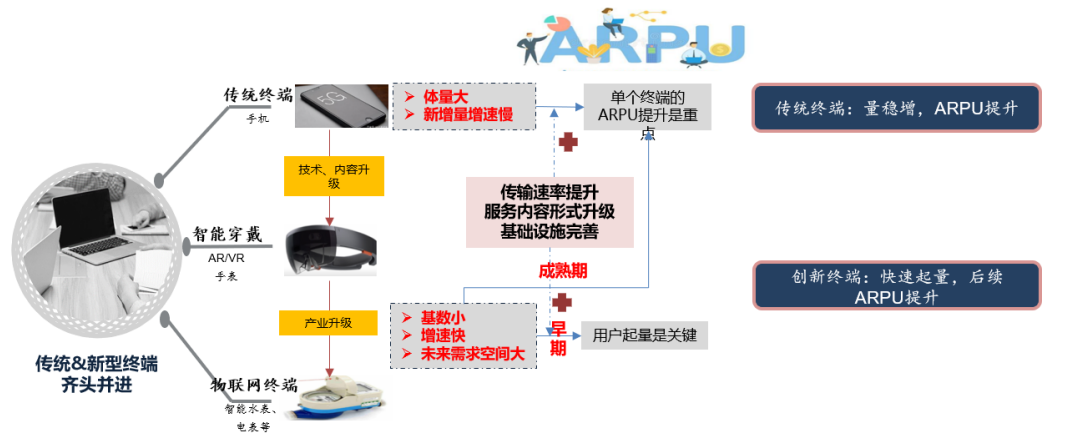 ARPU
传统终端
手机
5G
体量大
新增量增速慢
单个终端的
ARPU提升是重
点
传统终端：量稳增，ARPU提升
技术、内容升
级
传输速率提升
服务内容形式升级
基础设施完善
智能穿戴
AR/VR
手表
成熟期
创新终端：快速起量，后续
ARPU提升
产业升级
基数小
增速快
未来需求空间大
早
期
用户起量是关键
传统&新型终端
齐头并进
物联网终端
智能水表、
电表等